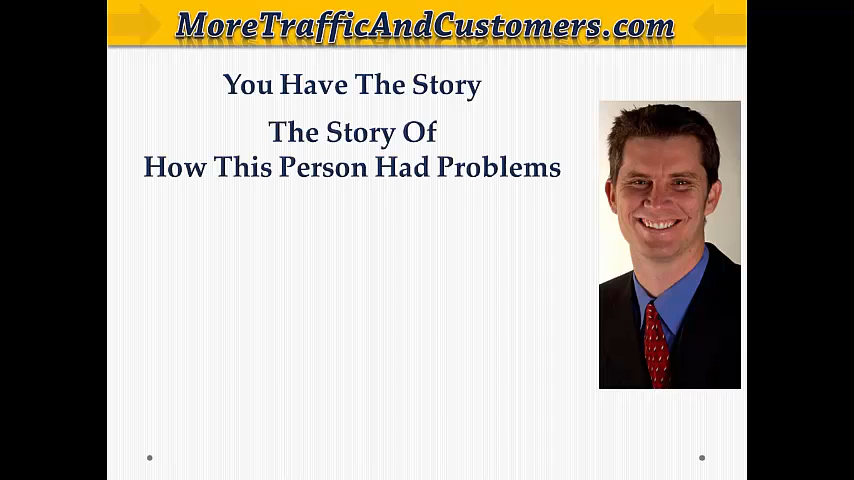 MoreTrafficAndCustomers.com
You Have The Story
The Story Of
How This Person Had Problems